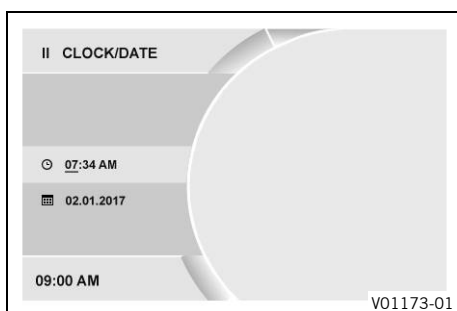 II CLOCK/DATE
07:34 AM
02.01.2017
09:00 AM
V01173-01